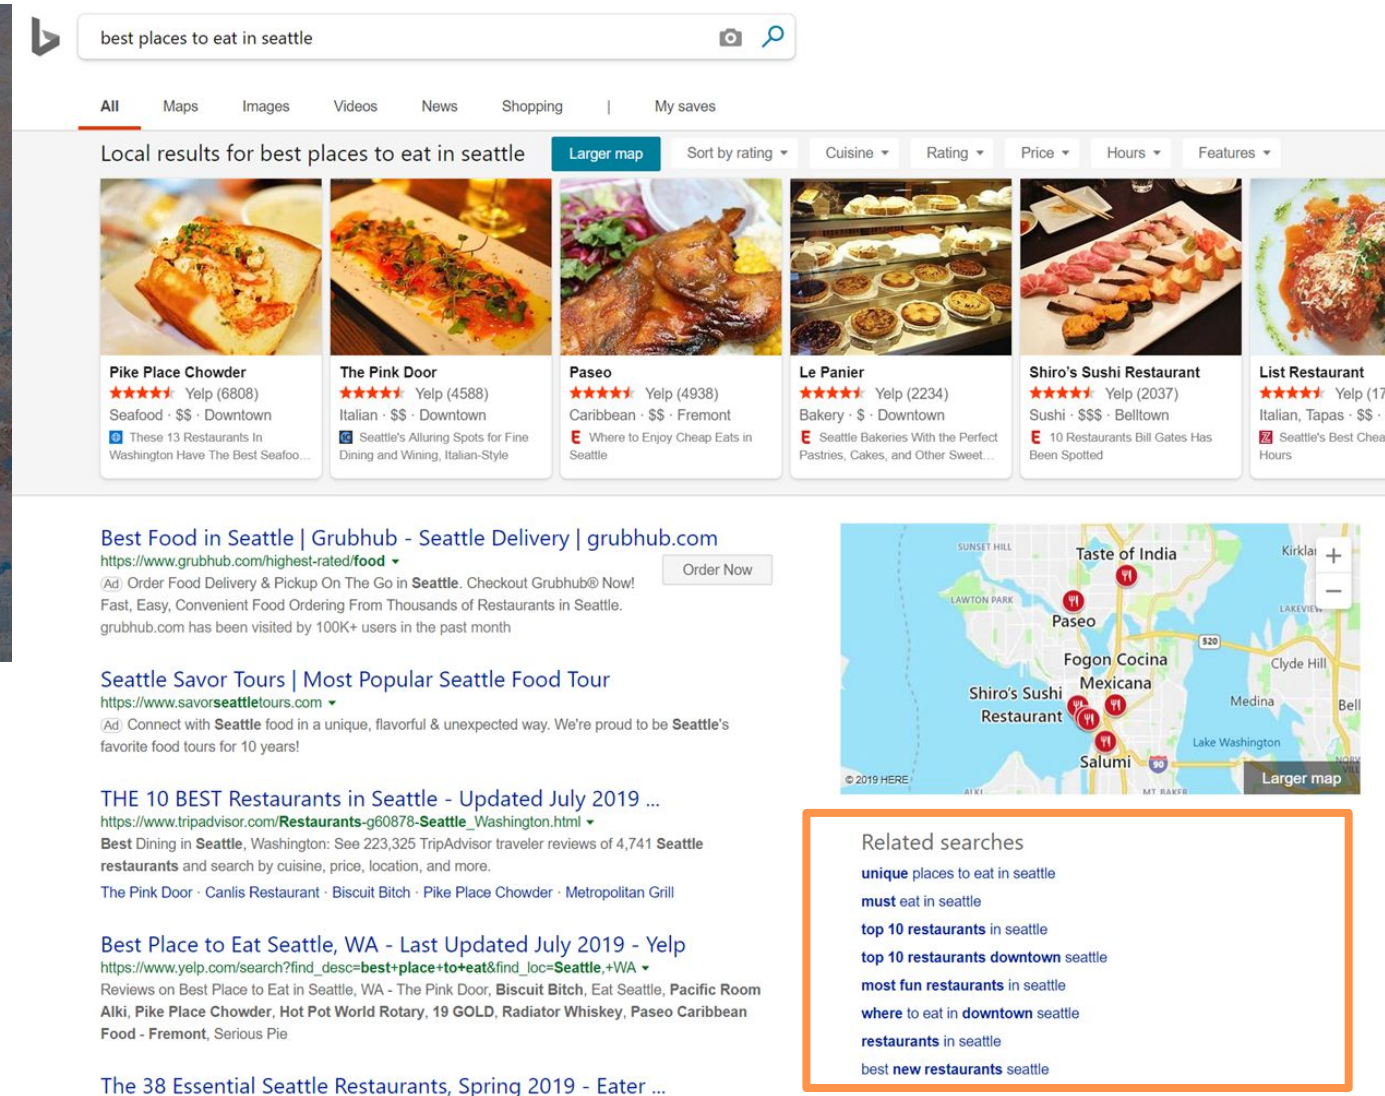 best places to eat in seattle
All Maps Images Videos News Shopping | My saves
Local results for best places to eat in seattle
Larger map Sort by rating Cuisine Rating Price Hours Features
Pike Place Chowder
Yelp (6808)
Seafood · $$ · Downtown
These 13 Restaurants In
Washington Have The Best Seafoo...
The Pink Door
Yelp (4588)
Italian · $$ · Downtown
Seattle's Alluring Spots for Fine
Dining and Wining, Italian-Style
Paseo
Yelp (4938)
Caribbean · $$ · Fremont
E Where to Enjoy Cheap Eats in
Seattle
Le Panier
Yelp (2234)
Bakery · $ · Downtown
E Seattle Bakeries With the Perfect
Pastries, Cakes, and Other Sweet...
Shiro's Sushi Restaurant
Yelp (2037)
Sushi · $$$ · Belltown
E 10 Restaurants Bill Gates Has
Been Spotted
List Restaurant
Yelp (17
Italian, Tapas · $$ ·
Z Seattle's Best Chea
Hours
Best Food in Seattle | Grubhub - Seattle Delivery | grubhub.com
https://www.grubhub.com/highest-rated/food
Ad Order Food Delivery & Pickup On The Go in Seattle. Checkout Grubhub® Now!
Fast, Easy, Convenient Food Ordering From Thousands of Restaurants in Seattle.
grubhub.com has been visited by 100K+ users in the past month
Order Now
Seattle Savor Tours | Most Popular Seattle Food Tour
https://www.savorseattletours.com
Ad Connect with Seattle food in a unique, flavorful & unexpected way. We're proud to be Seattle's
favorite food tours for 10 years!
THE 10 BEST Restaurants in Seattle - Updated July 2019 ...
https://www.tripadvisor.com/Restaurants-g60878-Seattle_Washington.html
Best Dining in Seattle, Washington: See 223,325 TripAdvisor traveler reviews of 4,741 Seattle
restaurants and search by cuisine, price, location, and more.
The Pink Door · Canlis Restaurant · Biscuit Bitch · Pike Place Chowder · Metropolitan Grill
Best Place to Eat Seattle, WA - Last Updated July 2019 - Yelp
https://www.yelp.com/search?find_desc=best+place+to+eat&find_loc=Seattle,+WA
Reviews on Best Place to Eat in Seattle, WA - The Pink Door, Biscuit Bitch, Eat Seattle, Pacific Room
Alki, Pike Place Chowder, Hot Pot World Rotary, 19 GOLD, Radiator Whiskey, Paseo Caribbean
Food - Fremont, Serious Pie
The 38 Essential Seattle Restaurants, Spring 2019 - Eater ...
SUNSET HILL
Taste of India
Kirklan
LAWTON PARK
LAKEVIEW
Paseo
520
Fogon Cocina
Mexicana
Clyde Hill
Shiro's Sushi
Restaurant
Medina
Bell
Lake Washington
Salumi
90
© 2019 HERE
Larger map
ALKI
MT BAKER
Related searches
unique places to eat in seattle
must eat in seattle
top 10 restaurants in seattle
top 10 restaurants downtown seattle
most fun restaurants in seattle
where to eat in downtown seattle
restaurants in seattle
best new restaurants seattle